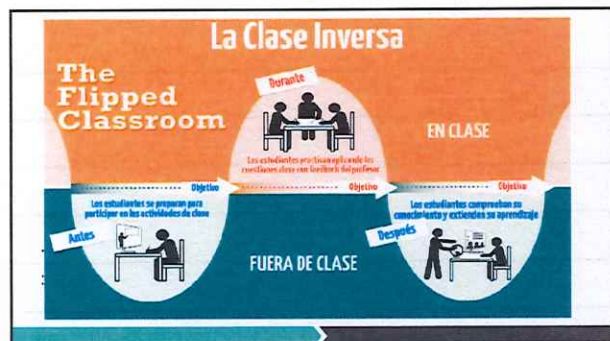 La Clase Inversa
The
Flipped
Classroom
Durante
EN CLASE
Los estudiantes practican aplicando las
cuestiones clave con feedback del profesor
Objetivo
Objetivo
Objetivo
Los estudiantes se preparan para
participar en las actividades de clase
Antes
Los estudiantes comprueban su
conocimiento y extienden su aprendizaje
Después
FUERA DE CLASE